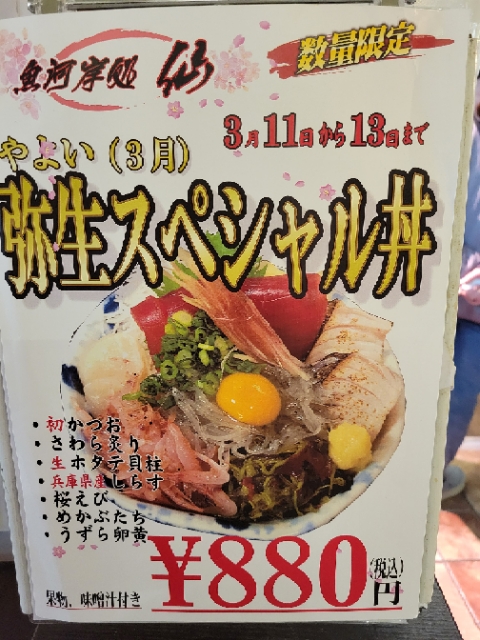 魚河岸処 仙
数量限定
3月11日から13日まで
やよい(3月)
弥生スペシャル丼
・初かつお
・さわら炙り
・生ホタテ貝柱
・兵庫県産しらす
・桜えび
・めかぶたち
・うずら卵黄
果物、味噌汁付き
¥880円(税込)